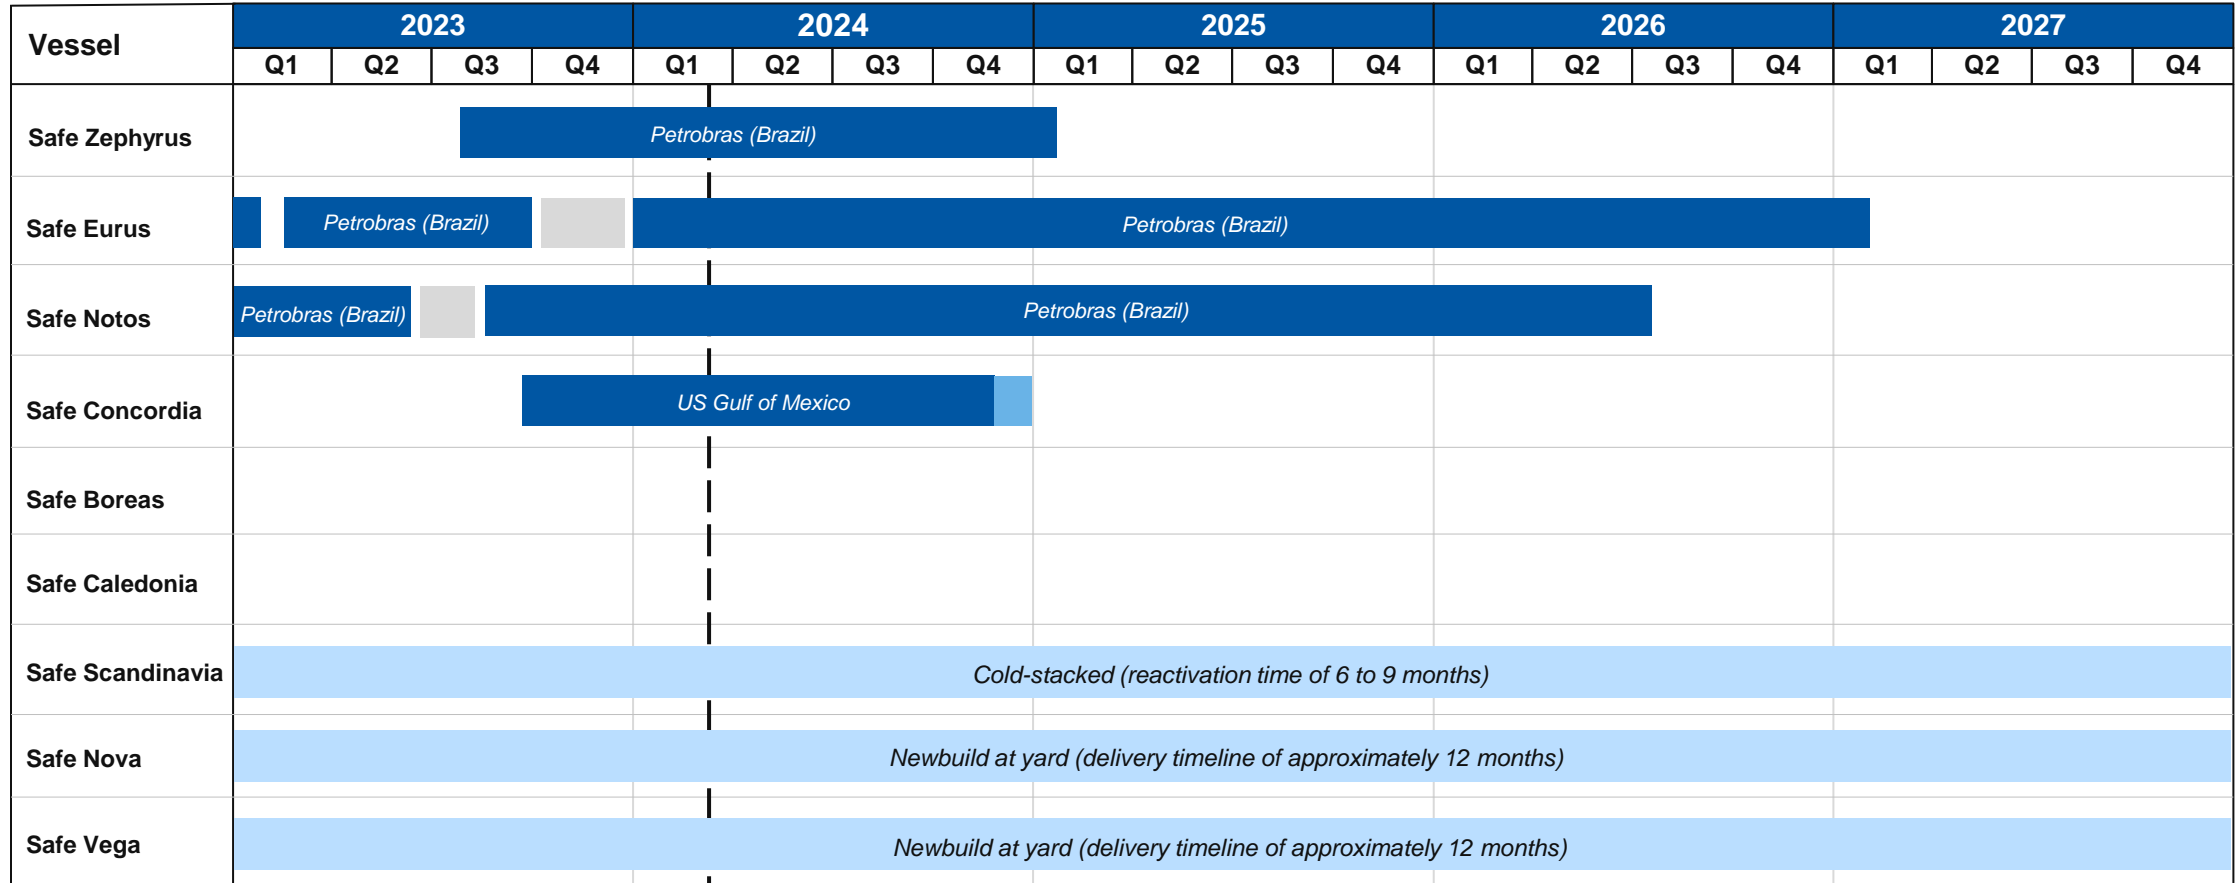 Vessel
2023 2024 2025 2026 2027
Q1 Q2 Q3 Q4 Q1 Q2 Q3 Q4 Q1 Q2 Q3 Q4 Q1 Q2 Q3 Q4 Q1 Q2 Q3 Q4
Safe Zephyrus Petrobras (Brazil)
Safe Eurus Petrobras (Brazil) Petrobras (Brazil)
Safe Notos Petrobras (Brazil) Petrobras (Brazil)
Safe Concordia US Gulf of Mexico
Safe Boreas
Safe Caledonia
Safe Scandinavia Cold-stacked (reactivation time of 6 to 9 months)
Safe Nova Newbuild at yard (delivery timeline of approximately 12 months)
Safe Vega Newbuild at yard (delivery timeline of approximately 12 months)